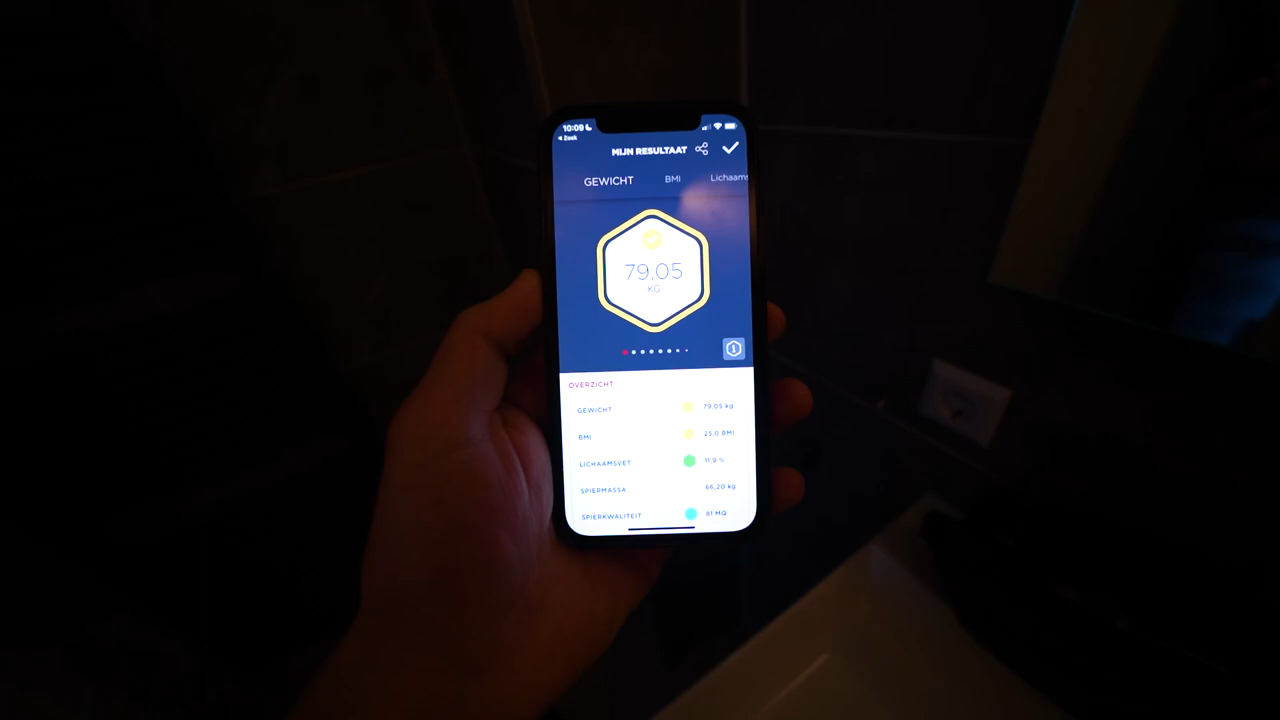 10:09
◀ Zoek
MIJN RESULTAAT
GEWICHT BMI Lichaams
79,05
KG
OVERZICHT
GEWICHT 79,05 kg
BMI 25,0 BMI
LICHAAMSVET 11,9 %
SPIERMASSA 66,20 kg
SPIERKWALITEIT 81 MQ